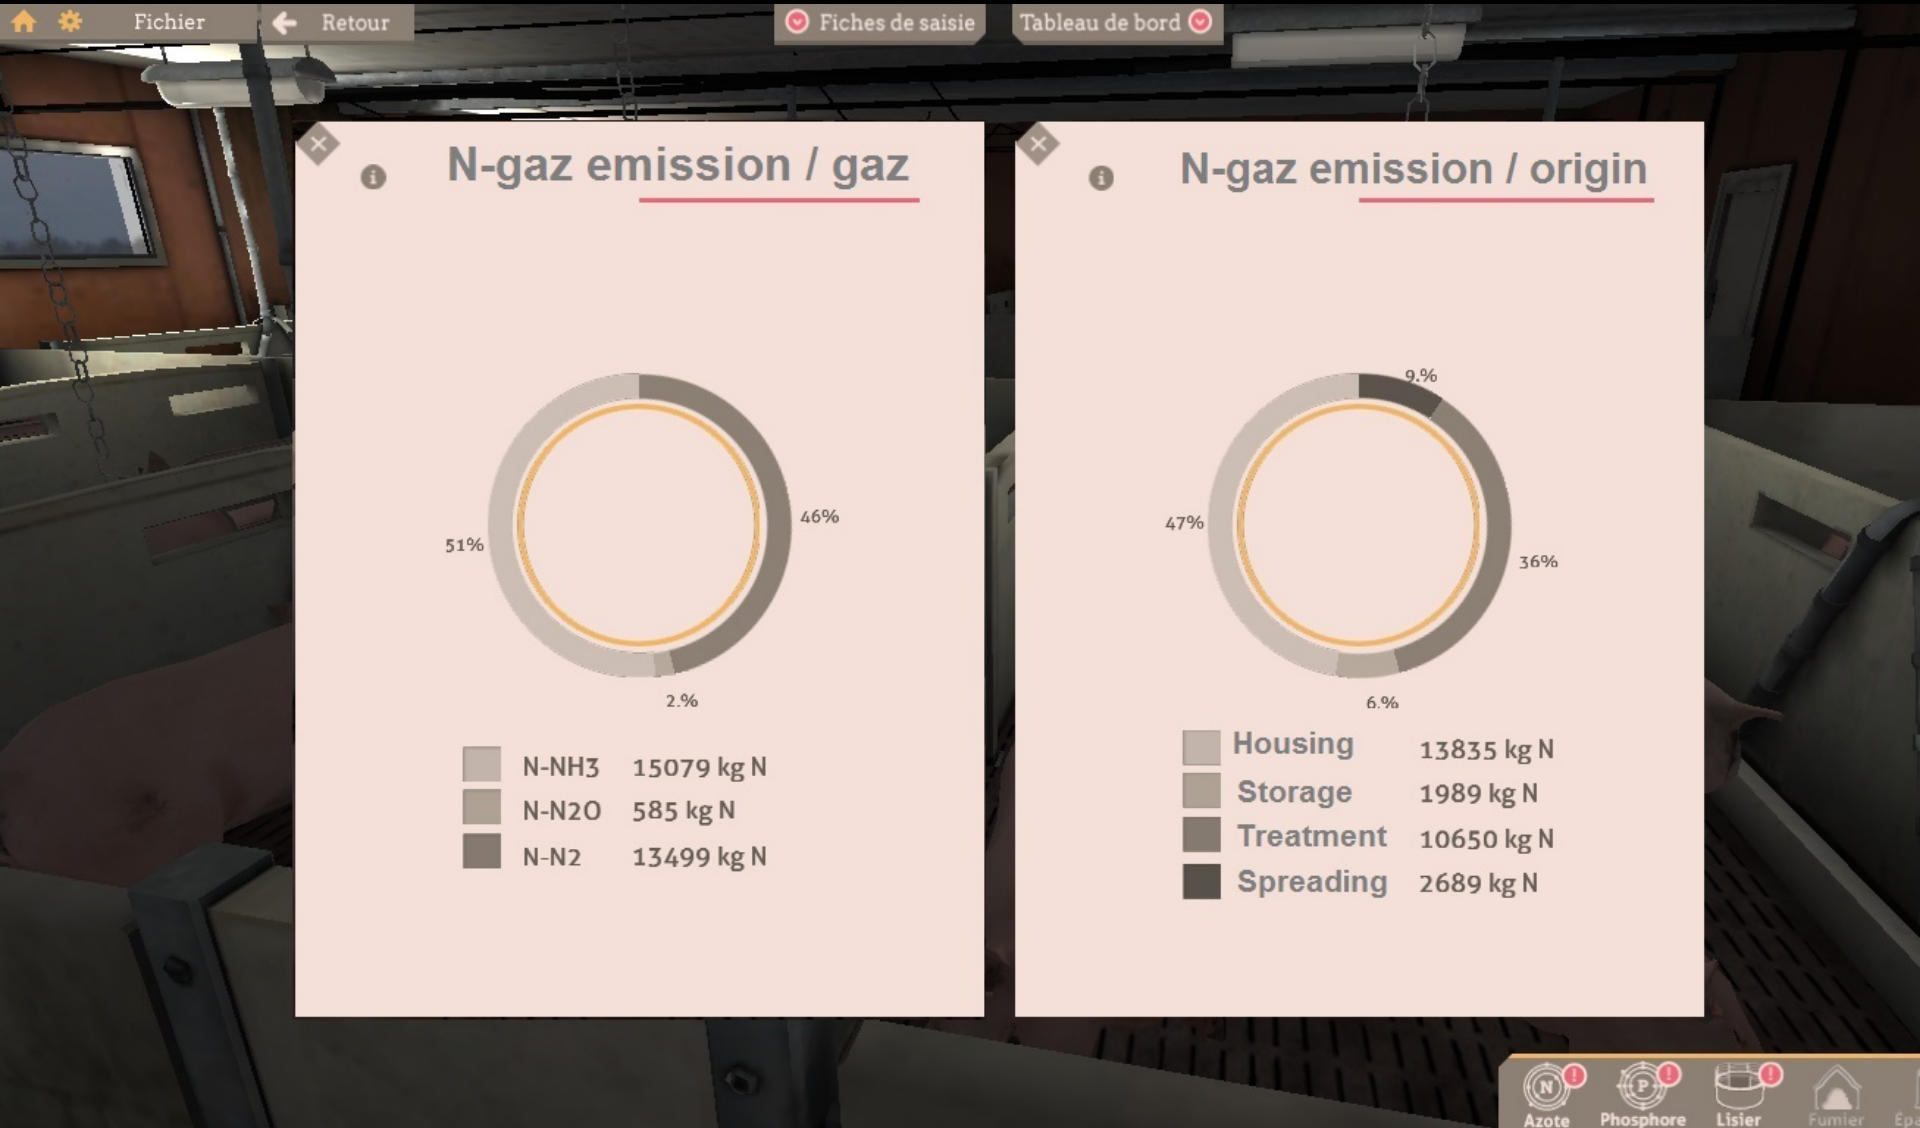 Fichier
Retour
Fiches de saisie
Tableau de bord
N-gaz emission / gaz
46%
51%
2.%
N-NH3 15079 kg N
N-N2O 585 kg N
N-N2 13499 kg N
N-gaz emission / origin
9.%
47%
36%
6.%
Housing 13835 kg N
Storage 1989 kg N
Treatment 10650 kg N
Spreading 2689 kg N
N
P
Azote
Phosphore
Lisier
Fumier